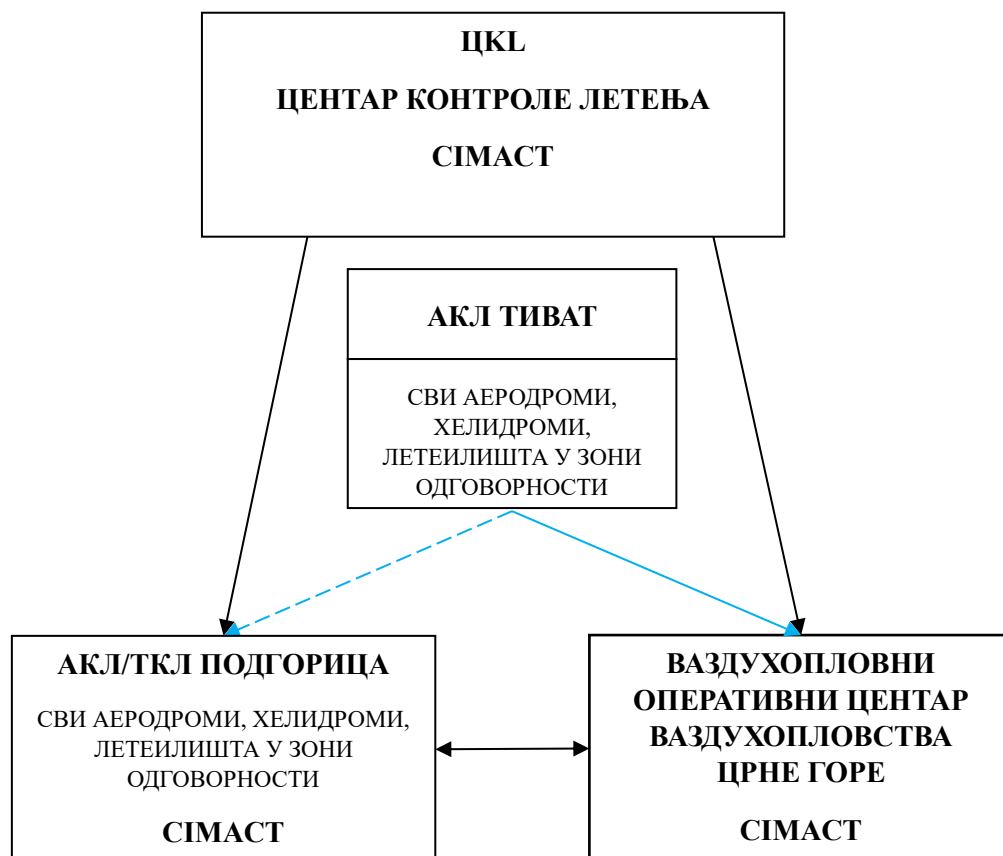 ЦКL
ЦЕНТАР КОНТРОЛЕ ЛЕТЕЊА
CIMACT
АКЛ ТИВАТ
СВИ АЕРОДРОМИ,
ХЕЛИДРОМИ,
ЛЕТЕИЛИШТА У ЗОНИ
ОДГОВОРНОСТИ
АКЛ/ТКЛ ПОДГОРИЦА
СВИ АЕРОДРОМИ, ХЕЛИДРОМИ,
ЛЕТЕИЛИШТА У ЗОНИ
ОДГОВОРНОСТИ
CIMACT
ВАЗДУХОПЛОВНИ
ОПЕРАТИВНИ ЦЕНТАР
ВАЗДУХОПЛОВСТВА
ЦРНЕ ГОРЕ
CIMACT